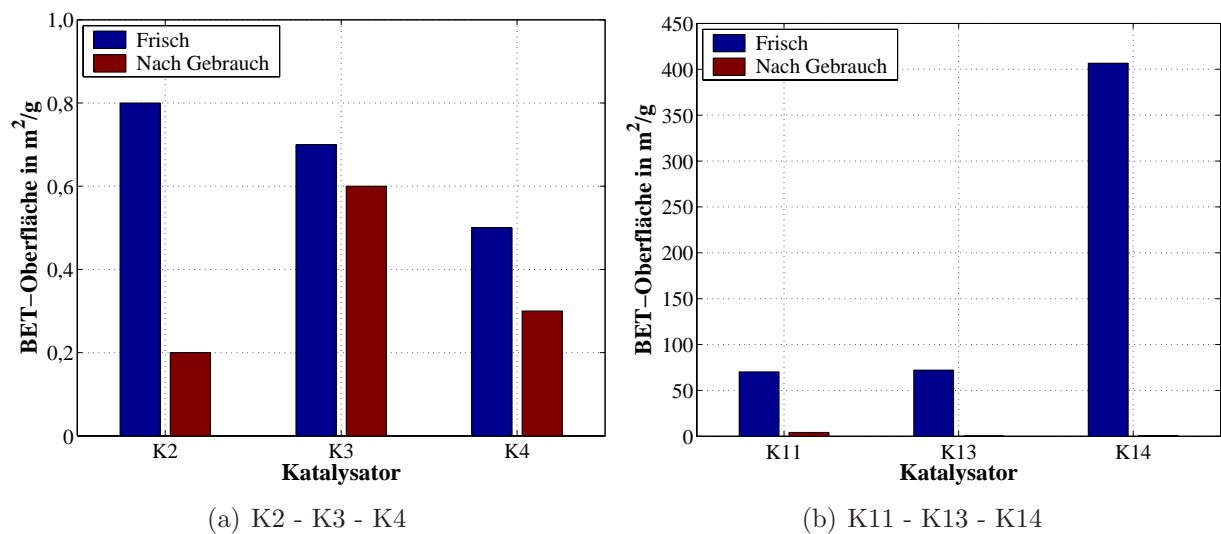 1,0
0,8
0,6
0,4
0,2
0
BET−Oberfläche in m²/g
Frisch
Nach Gebrauch
K2 K3 K4
Katalysator
(a) K2 - K3 - K4
450
400
350
300
250
200
150
100
50
0
BET−Oberfläche in m²/g
Frisch
Nach Gebrauch
K11 K13 K14
Katalysator
(b) K11 - K13 - K14